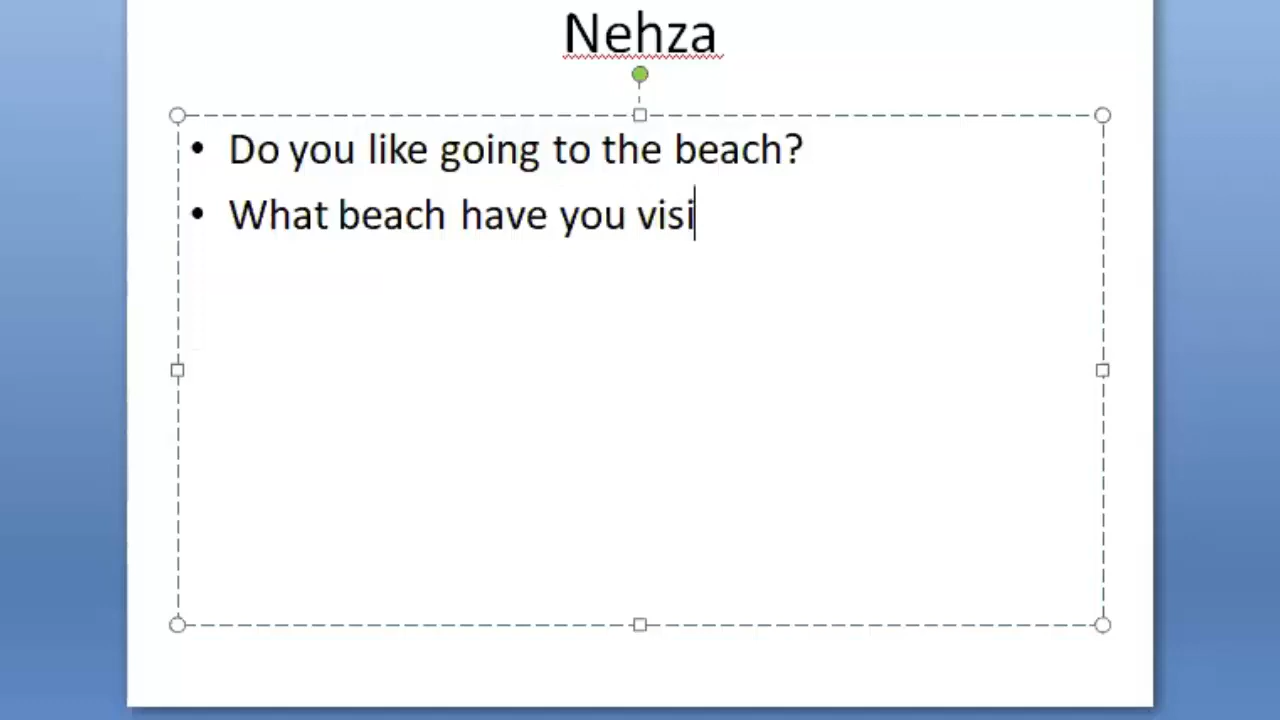 Nehza
• Do you like going to the beach?
• What beach have you visi